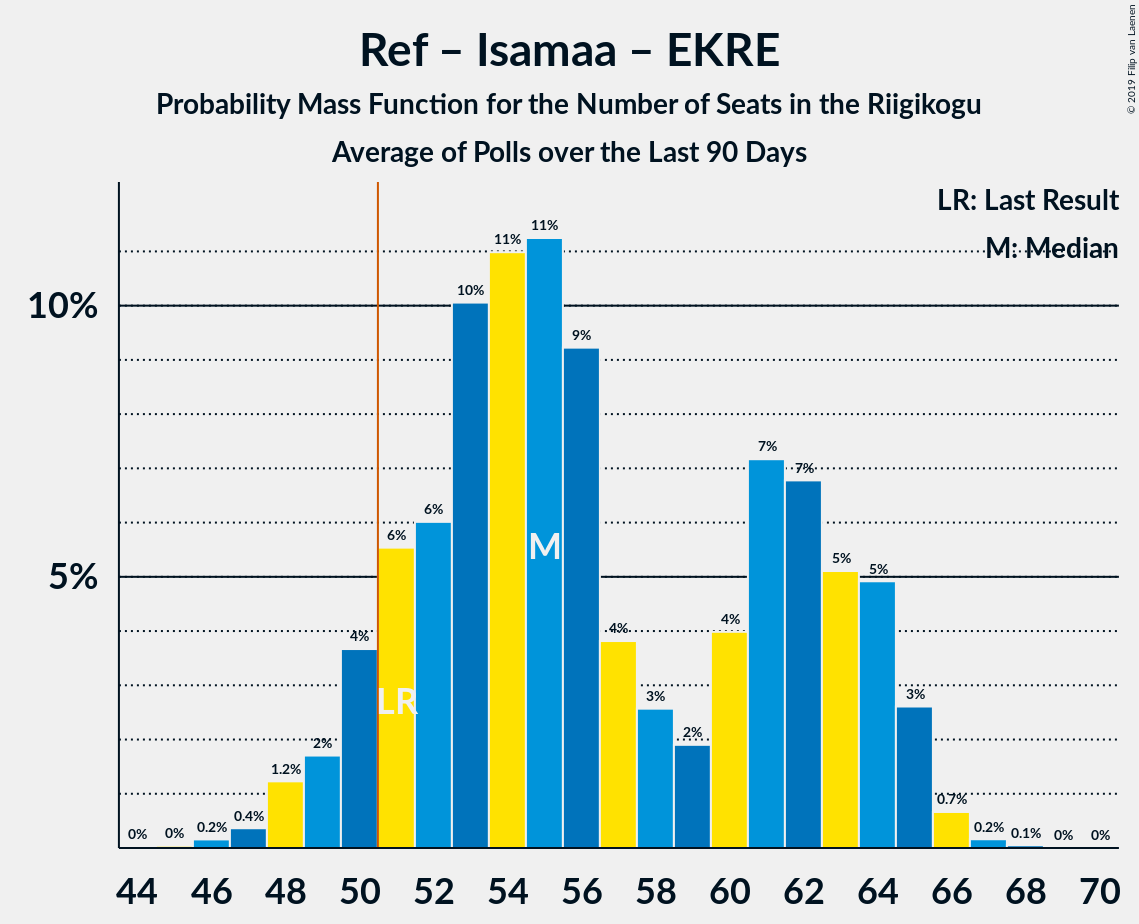 Ref – Isamaa – EKRE
Probability Mass Function for the Number of Seats in the Riigikogu
Average of Polls over the Last 90 Days
© 2019 Filip van Laenen
LR: Last Result
M: Median
10%
5%
0% 0% 0.2% 0.4% 1.2% 2% 4% 6% 6% 10% 11% 11% 9% 4% 3% 2% 4% 7% 7% 5% 5% 3% 0.7% 0.2% 0.1% 0% 0%
M
LR
44 46 48 50 52 54 56 58 60 62 64 66 68 70